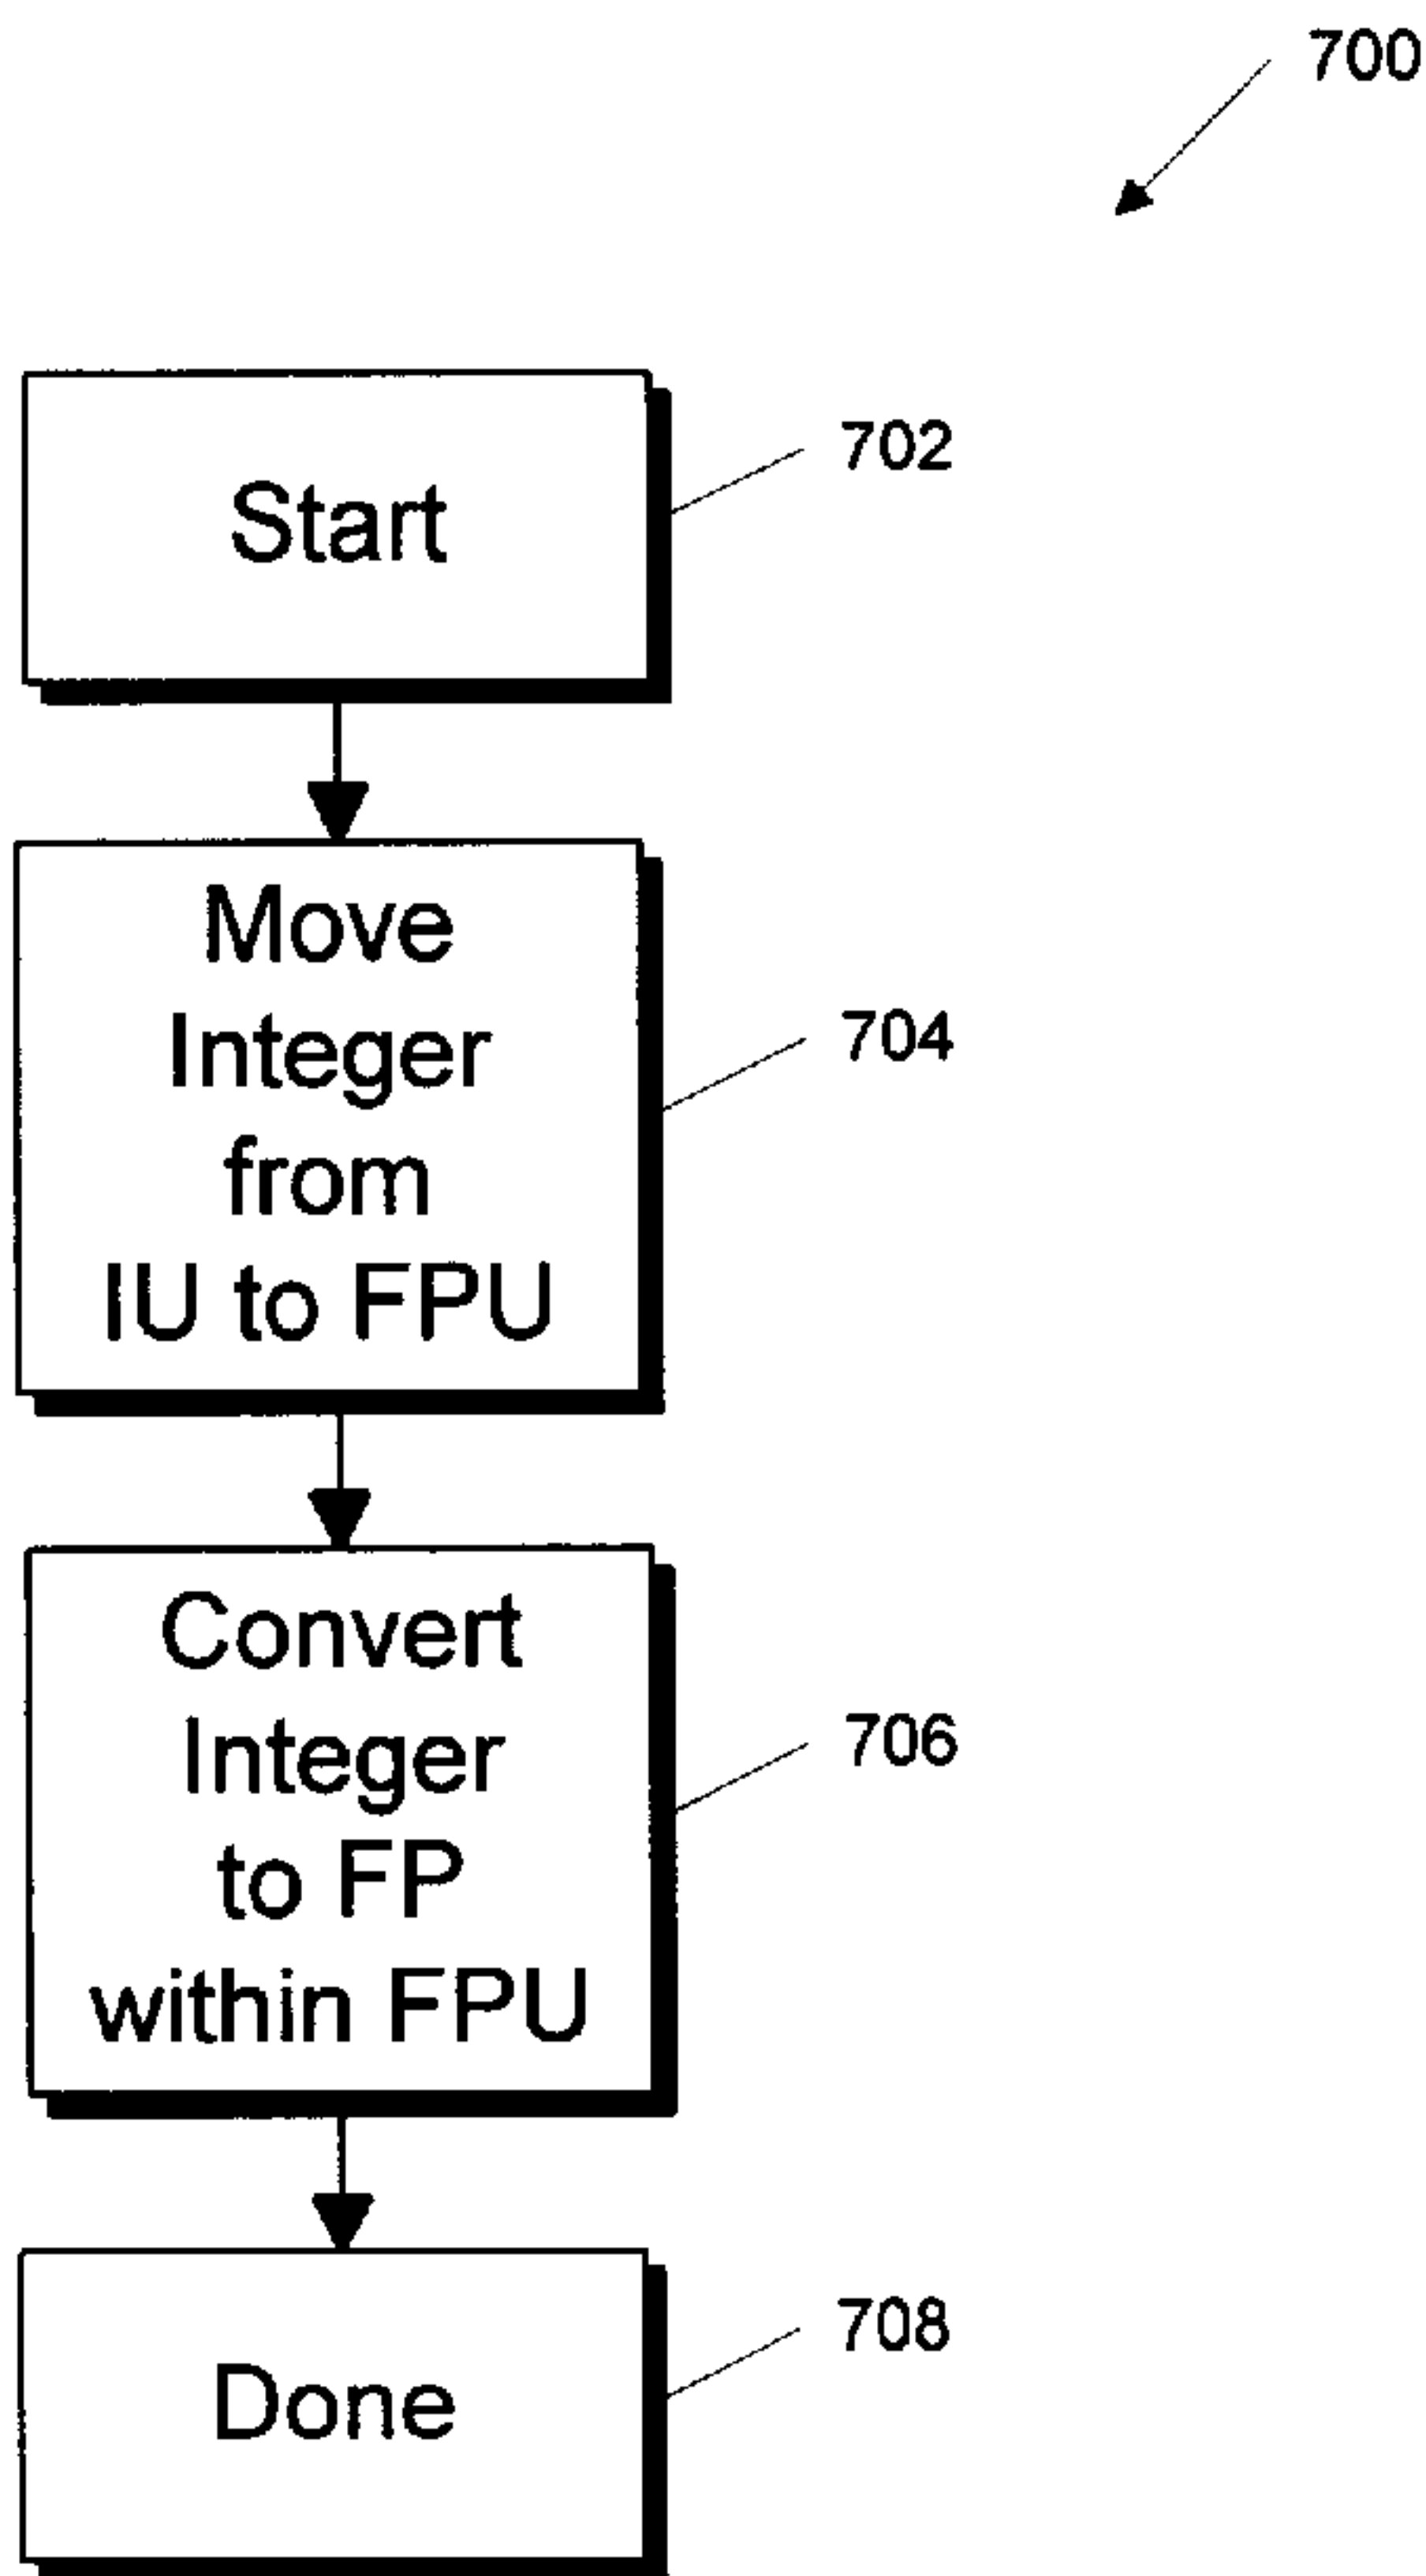 700
Start
702
Move
Integer
from
IU to FPU
704
Convert
Integer
to FP
within FPU
706
Done
708